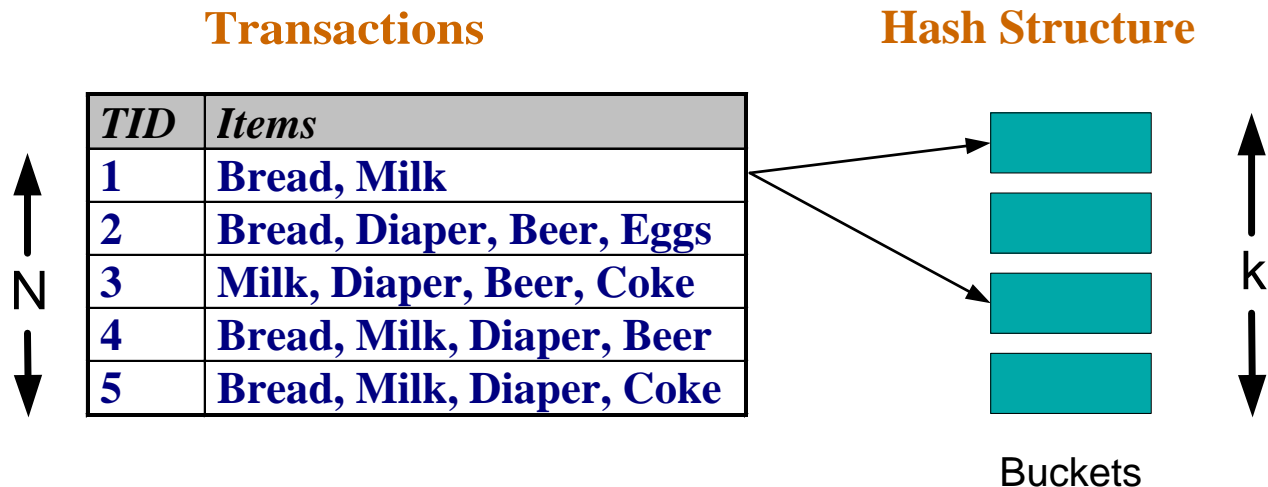 Transactions
Hash Structure
TID Items
1 Bread, Milk
2 Bread, Diaper, Beer, Eggs
3 Milk, Diaper, Beer, Coke
4 Bread, Milk, Diaper, Beer
5 Bread, Milk, Diaper, Coke
N
k
Buckets